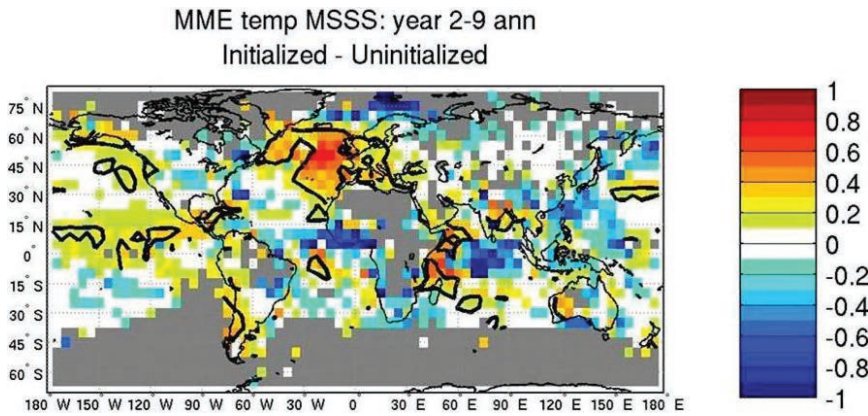 MME temp MSSS: year 2-9 ann
Initialized - Uninitialized
75° N
60° N
45° N
30° N
15° N
0°
15° S
30° S
45° S
60° S
180° W 150° W 120° W 90° W 60° W 30° W 0° 30° E 60° E 90° E 120° E 150° E 180° E
1
0.8
0.6
0.4
0.2
0
-0.2
-0.4
-0.6
-0.8
-1